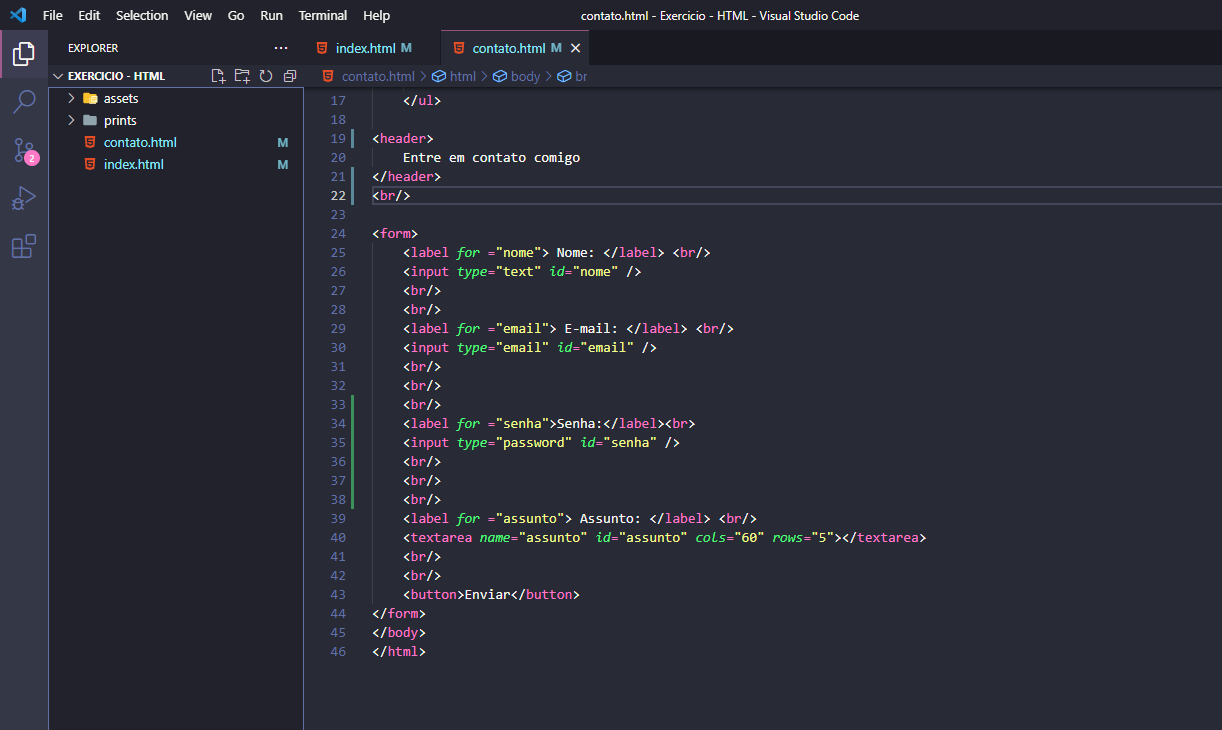 File Edit Selection View Go Run Terminal Help
contato.html - Exercicio - HTML - Visual Studio Code
EXPLORER ...
index.html M
contato.html M
EXERCICIO - HTML
contato.html > html > body > br
assets
prints
contato.html M
index.html M
2
17 </ul>
18
19 <header>
20 Entre em contato comigo
21 </header>
22 <br/>
23
24 <form>
25 <label for ="nome"> Nome: </label> <br/>
26 <input type="text" id="nome" />
27 <br/>
28 <br/>
29 <label for ="email"> E-mail: </label> <br/>
30 <input type="email" id="email" />
31 <br/>
32 <br/>
33 <br/>
34 <label for ="senha">Senha:</label><br>
35 <input type="password" id="senha" />
36 <br/>
37 <br/>
38 <br/>
39 <label for ="assunto"> Assunto: </label> <br/>
40 <textarea name="assunto" id="assunto" cols="60" rows="5"></textarea>
41 <br/>
42 <br/>
43 <button>Enviar</button>
44 </form>
45 </body>
46 </html>